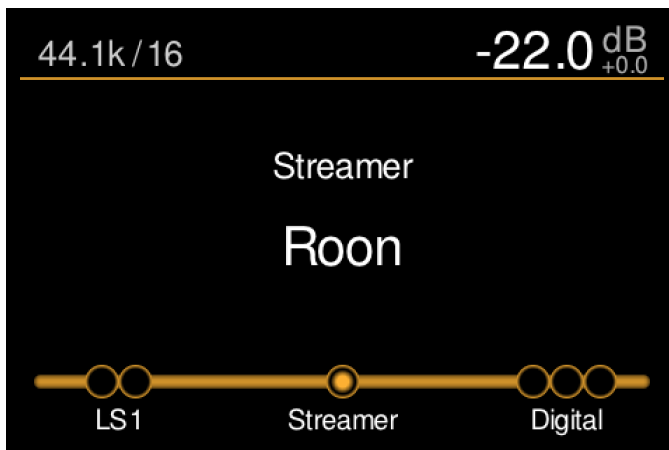 44.1k/16
-22.0 dB
+0.0
Streamer
Roon
LS1 Streamer Digital